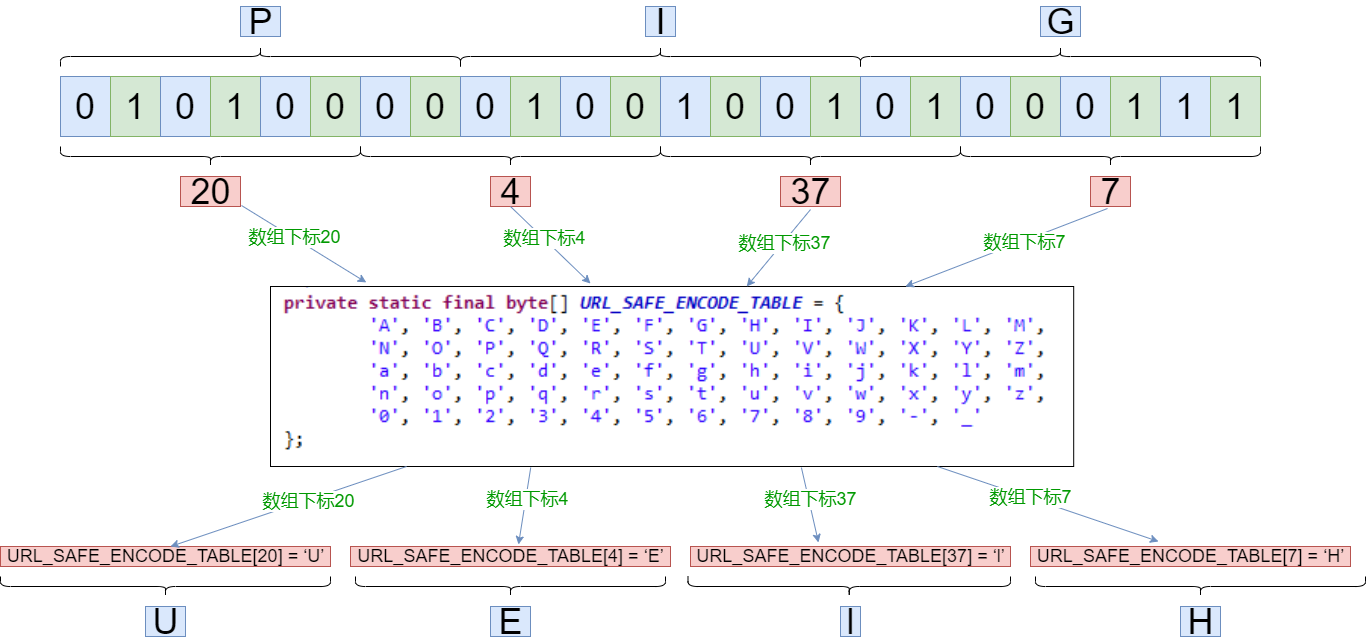 P I G
0 1 0 1 0 0 0 0 0 1 0 0 1 0 0 1 0 1 0 0 0 1 1 1
20 4 37 7
数组下标20 数组下标4 数组下标37 数组下标7
private static final byte[] URL_SAFE_ENCODE_TABLE = {
'A', 'B', 'C', 'D', 'E', 'F', 'G', 'H', 'I', 'J', 'K', 'L', 'M',
'N', 'O', 'P', 'Q', 'R', 'S', 'T', 'U', 'V', 'W', 'X', 'Y', 'Z',
'a', 'b', 'c', 'd', 'e', 'f', 'g', 'h', 'i', 'j', 'k', 'l', 'm',
'n', 'o', 'p', 'q', 'r', 's', 't', 'u', 'v', 'w', 'x', 'y', 'z',
'0', '1', '2', '3', '4', '5', '6', '7', '8', '9', '-', '_'
};
数组下标20 数组下标4 数组下标37 数组下标7
URL_SAFE_ENCODE_TABLE[20] = ‘U’ URL_SAFE_ENCODE_TABLE[4] = ‘E’ URL_SAFE_ENCODE_TABLE[37] = ‘l’ URL_SAFE_ENCODE_TABLE[7] = ‘H’
U E l H